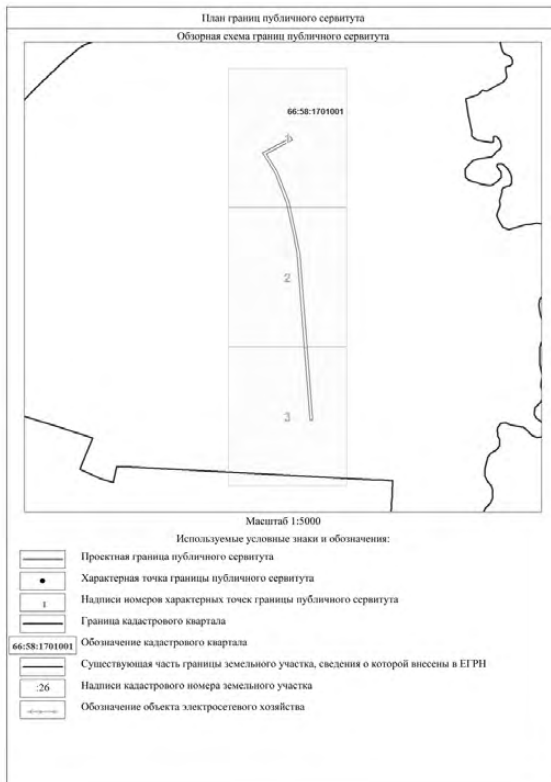 План границ публичного сервитута
Обзорная схема границ публичного сервитута
66:58:1701001
2
3
Масштаб 1:5000
Используемые условные знаки и обозначения:
Проектная граница публичного сервитута
Характерная точка границы публичного сервитута
1 Надписи номеров характерных точек границы публичного сервитута
Граница кадастрового квартала
66:58:1701001 Обозначение кадастрового квартала
Существующая часть границы земельного участка, сведения о которой внесены в ЕГРН
:26 Надписи кадастрового номера земельного участка
Обозначение объекта электросетевого хозяйства